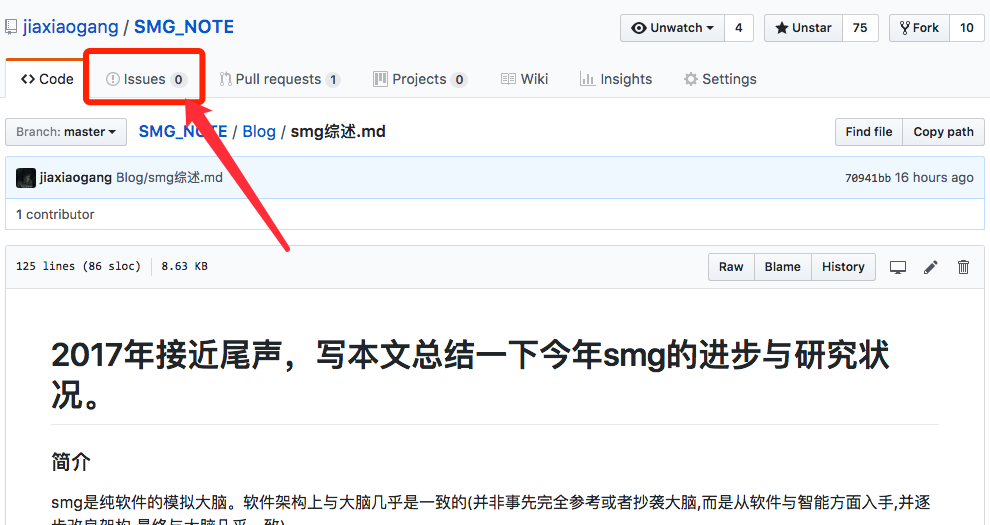 jiaxiaogang / SMG_NOTE
Unwatch 4 Unstar 75 Fork 10
Code Issues 0 Pull requests 1 Projects 0 Wiki Insights Settings
Branch: master SMG_NOTE / Blog / smg综述.md Find file Copy path
jiaxiaogang Blog/smg综述.md 70941bb 16 hours ago
1 contributor
125 lines (86 sloc) 8.63 KB Raw Blame History
2017年接近尾声，写本文总结一下今年smg的进步与研究状
况。
简介
smg是纯软件的模拟大脑。软件架构上与大脑几乎是一致的(并非事先完全参考或者抄袭大脑,而是从软件与智能方面入手,并逐